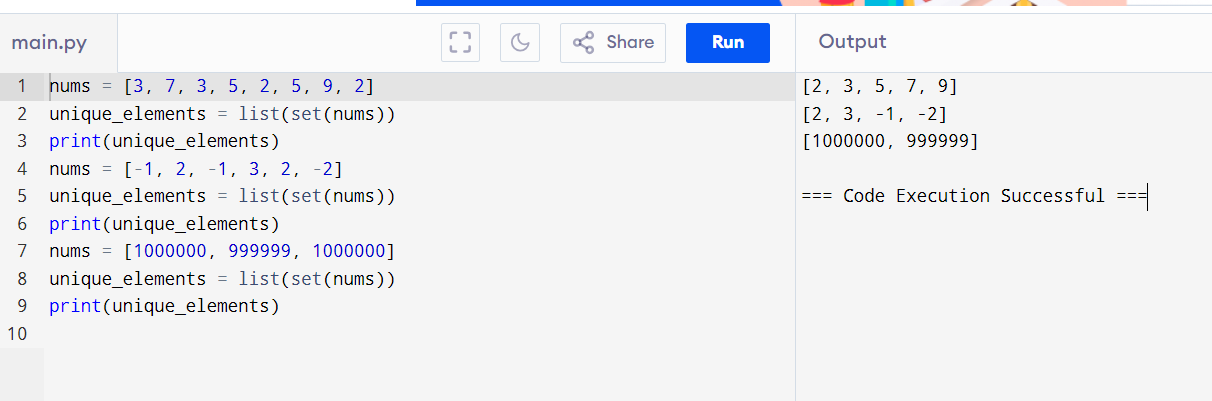 main.py
Share
Run
Output
1 nums = [3, 7, 3, 5, 2, 5, 9, 2]
2 unique_elements = list(set(nums))
3 print(unique_elements)
4 nums = [-1, 2, -1, 3, 2, -2]
5 unique_elements = list(set(nums))
6 print(unique_elements)
7 nums = [1000000, 999999, 1000000]
8 unique_elements = list(set(nums))
9 print(unique_elements)
10
[2, 3, 5, 7, 9]
[2, 3, -1, -2]
[1000000, 999999]
=== Code Execution Successful ===